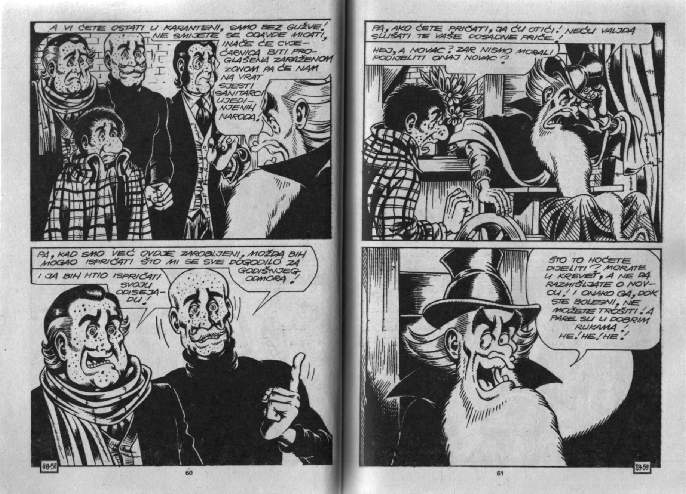 A VI ĆETE OSTATI U KAKANTENI, SAMO BEZ GUŽVE!
NE SMIJETE SE ODAVDE MICATI,
INAČE ĆE CVJE-
ĆARNICA BITI PRO-
GLAŠENA ZARAŽENOM
ZONOM PA ĆE NAM
NA VRAT
SJESTI
SANITARCI
UJEDI-
NJENIH
NARODA!
PA, KAD SMO VEĆ OVDJE ZAROBLJENI, MOŽDA BIH
MOGAO ISPRIČATI ŠTO MI SE SVE DOGODILO ZA
GODIŠNJEG
ODMORA!
I JA BIH HTIO ISPRIČATI
SVOJU
ODISEJA-
DU!
60
PA, AKO ĆETE PRIČATI, JA ĆU OTIĆI! NEĆU VALJDA
SLUŠATI TE VAŠE DOSADNE PRIČE.
HEJ, A NOVAC? ZAR NISMO MORALI
PODIJELITI ONAJ NOVAC?
ŠTO TO HOĆETE
DIJELITI? MORATE
U KREVET, A NE DA
RAZMIŠLJATE O NOV-
CU! I ONAKO GA, DOK
STE BOLESNI, NE
MOŽETE TROŠITI! A
PARE SU U DOBRIM
RUKAMA!
HE! HE! HE!
61